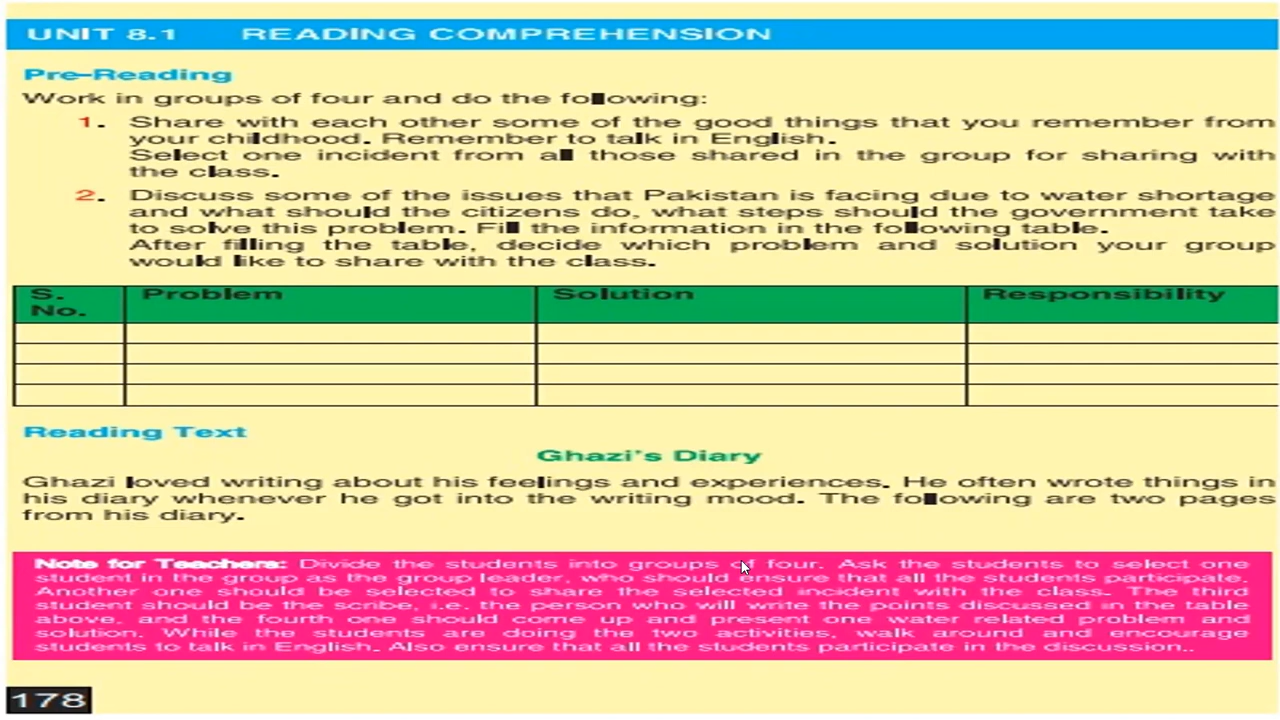 UNIT 8.1 READING COMPREHENSION
Pre-Reading
Work in groups of four and do the following:
1. Share with each other some of the good things that you remember from
your childhood. Remember to talk in English.
Select one incident from all those shared in the group for sharing with
the class.
2. Discuss some of the issues that Pakistan is facing due to water shortage
and what should the citizens do, what steps should the government take
to solve this problem. Fill the information in the following table.
After filling the table, decide which problem and solution your group
would like to share with the class.
S. No. Problem Solution Responsibility
Reading Text
Ghazi's Diary
Ghazi loved writing about his feelings and experiences. He often wrote things in
his diary whenever he got into the writing mood. The following are two pages
from his diary.
Note for Teachers: Divide the students into groups of four. Ask the students to select one
student in the group as the group leader, who should ensure that all the students participate.
Another one should be selected to share the selected incident with the class. The third
student should be the scribe, i.e. the person who will write the points discussed in the table
above, and the fourth one should come up and present one water related problem and
solution. While the students are doing the two activities, walk around and encourage
students to talk in English. Also ensure that all the students participate in the discussion..
178